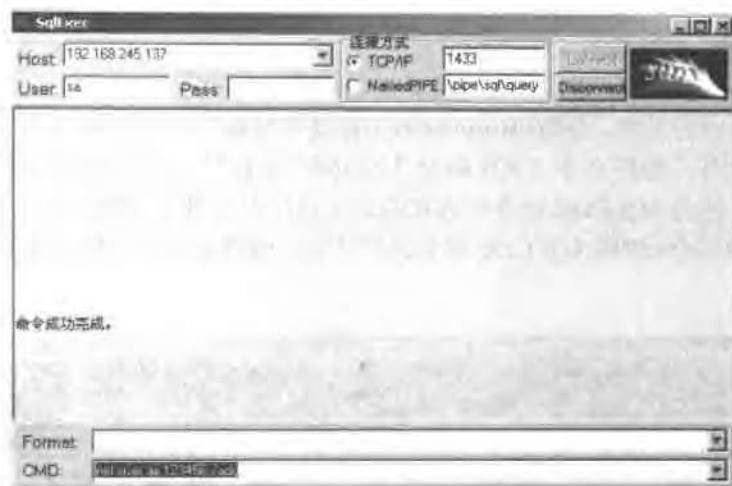 SqlExec
Host: 192.168.245.137
连接方式
TCP/IP 1433
User: sa Pass:
NamedPIPE \pipe\sql\query
Disconnect
命令成功完成。
Format:
CMD: